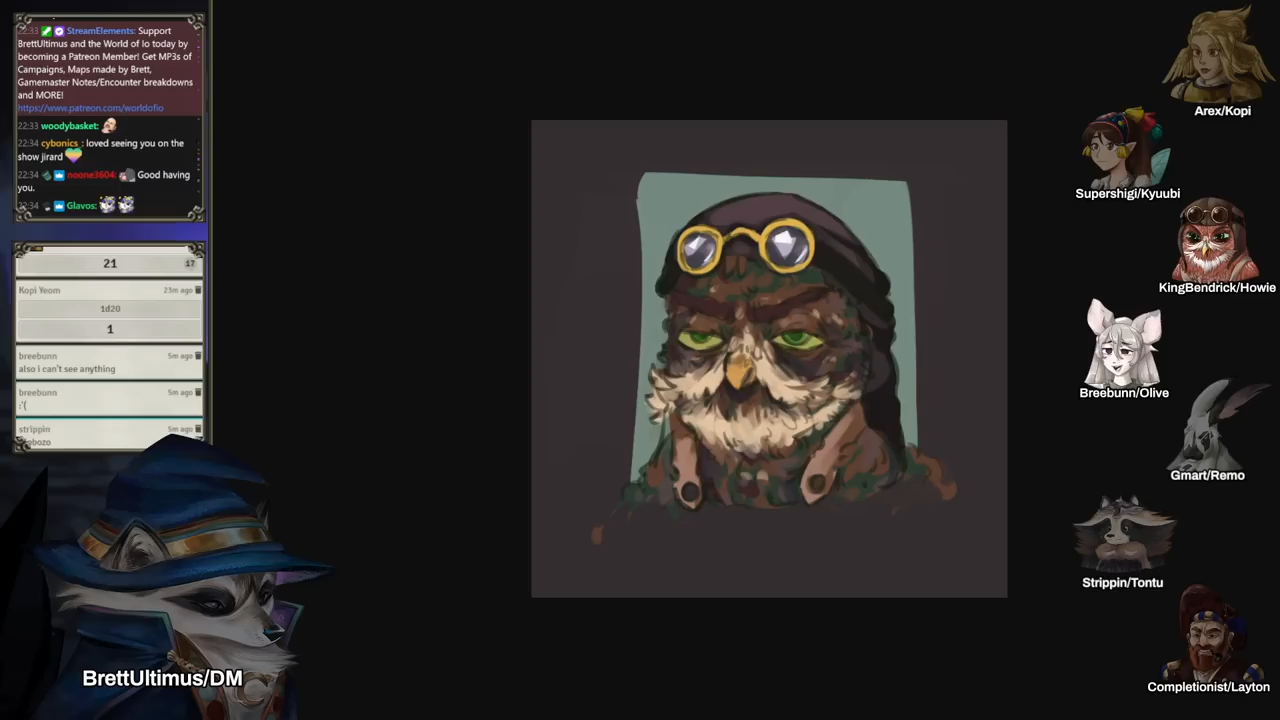 22:33 StreamElements: Support
BrettUltimus and the World of Io today by
becoming a Patreon Member! Get MP3s of
Campaigns, Maps made by Brett,
Gamemaster Notes/Encounter breakdowns
and MORE!
https://www.patreon.com/worldofio
22:33 woodybasket:
22:34 cybonics : loved seeing you on the
show jirard
22:34 noone3604: Good having
you.
22:34 Glavos:
21
17
Kopi Yeom 23m ago
1d20
1
breebunn 5m ago
also i can't see anything
breebunn 5m ago
:'(
strippin 5m ago
BrettUltimus/DM
Arex/Kopi
Supershigi/Kyuubi
KingBendrick/Howie
Breebunn/Olive
Gmart/Remo
Strippin/Tontu
Completionist/Layton